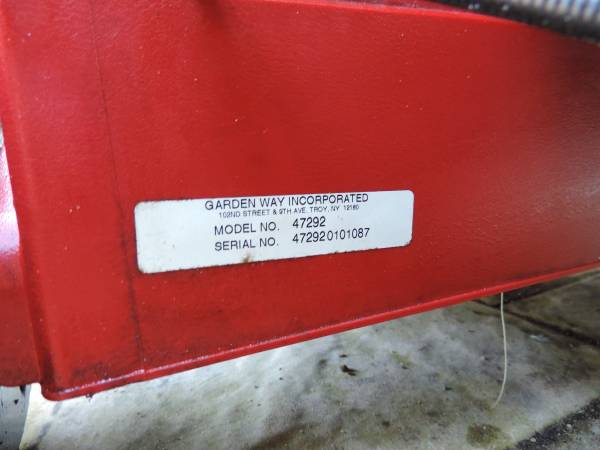 GARDEN WAY INCORPORATED
102ND STREET & 9TH AVE. TROY, NY 12180
MODEL NO. 47292
SERIAL NO. 472920101087